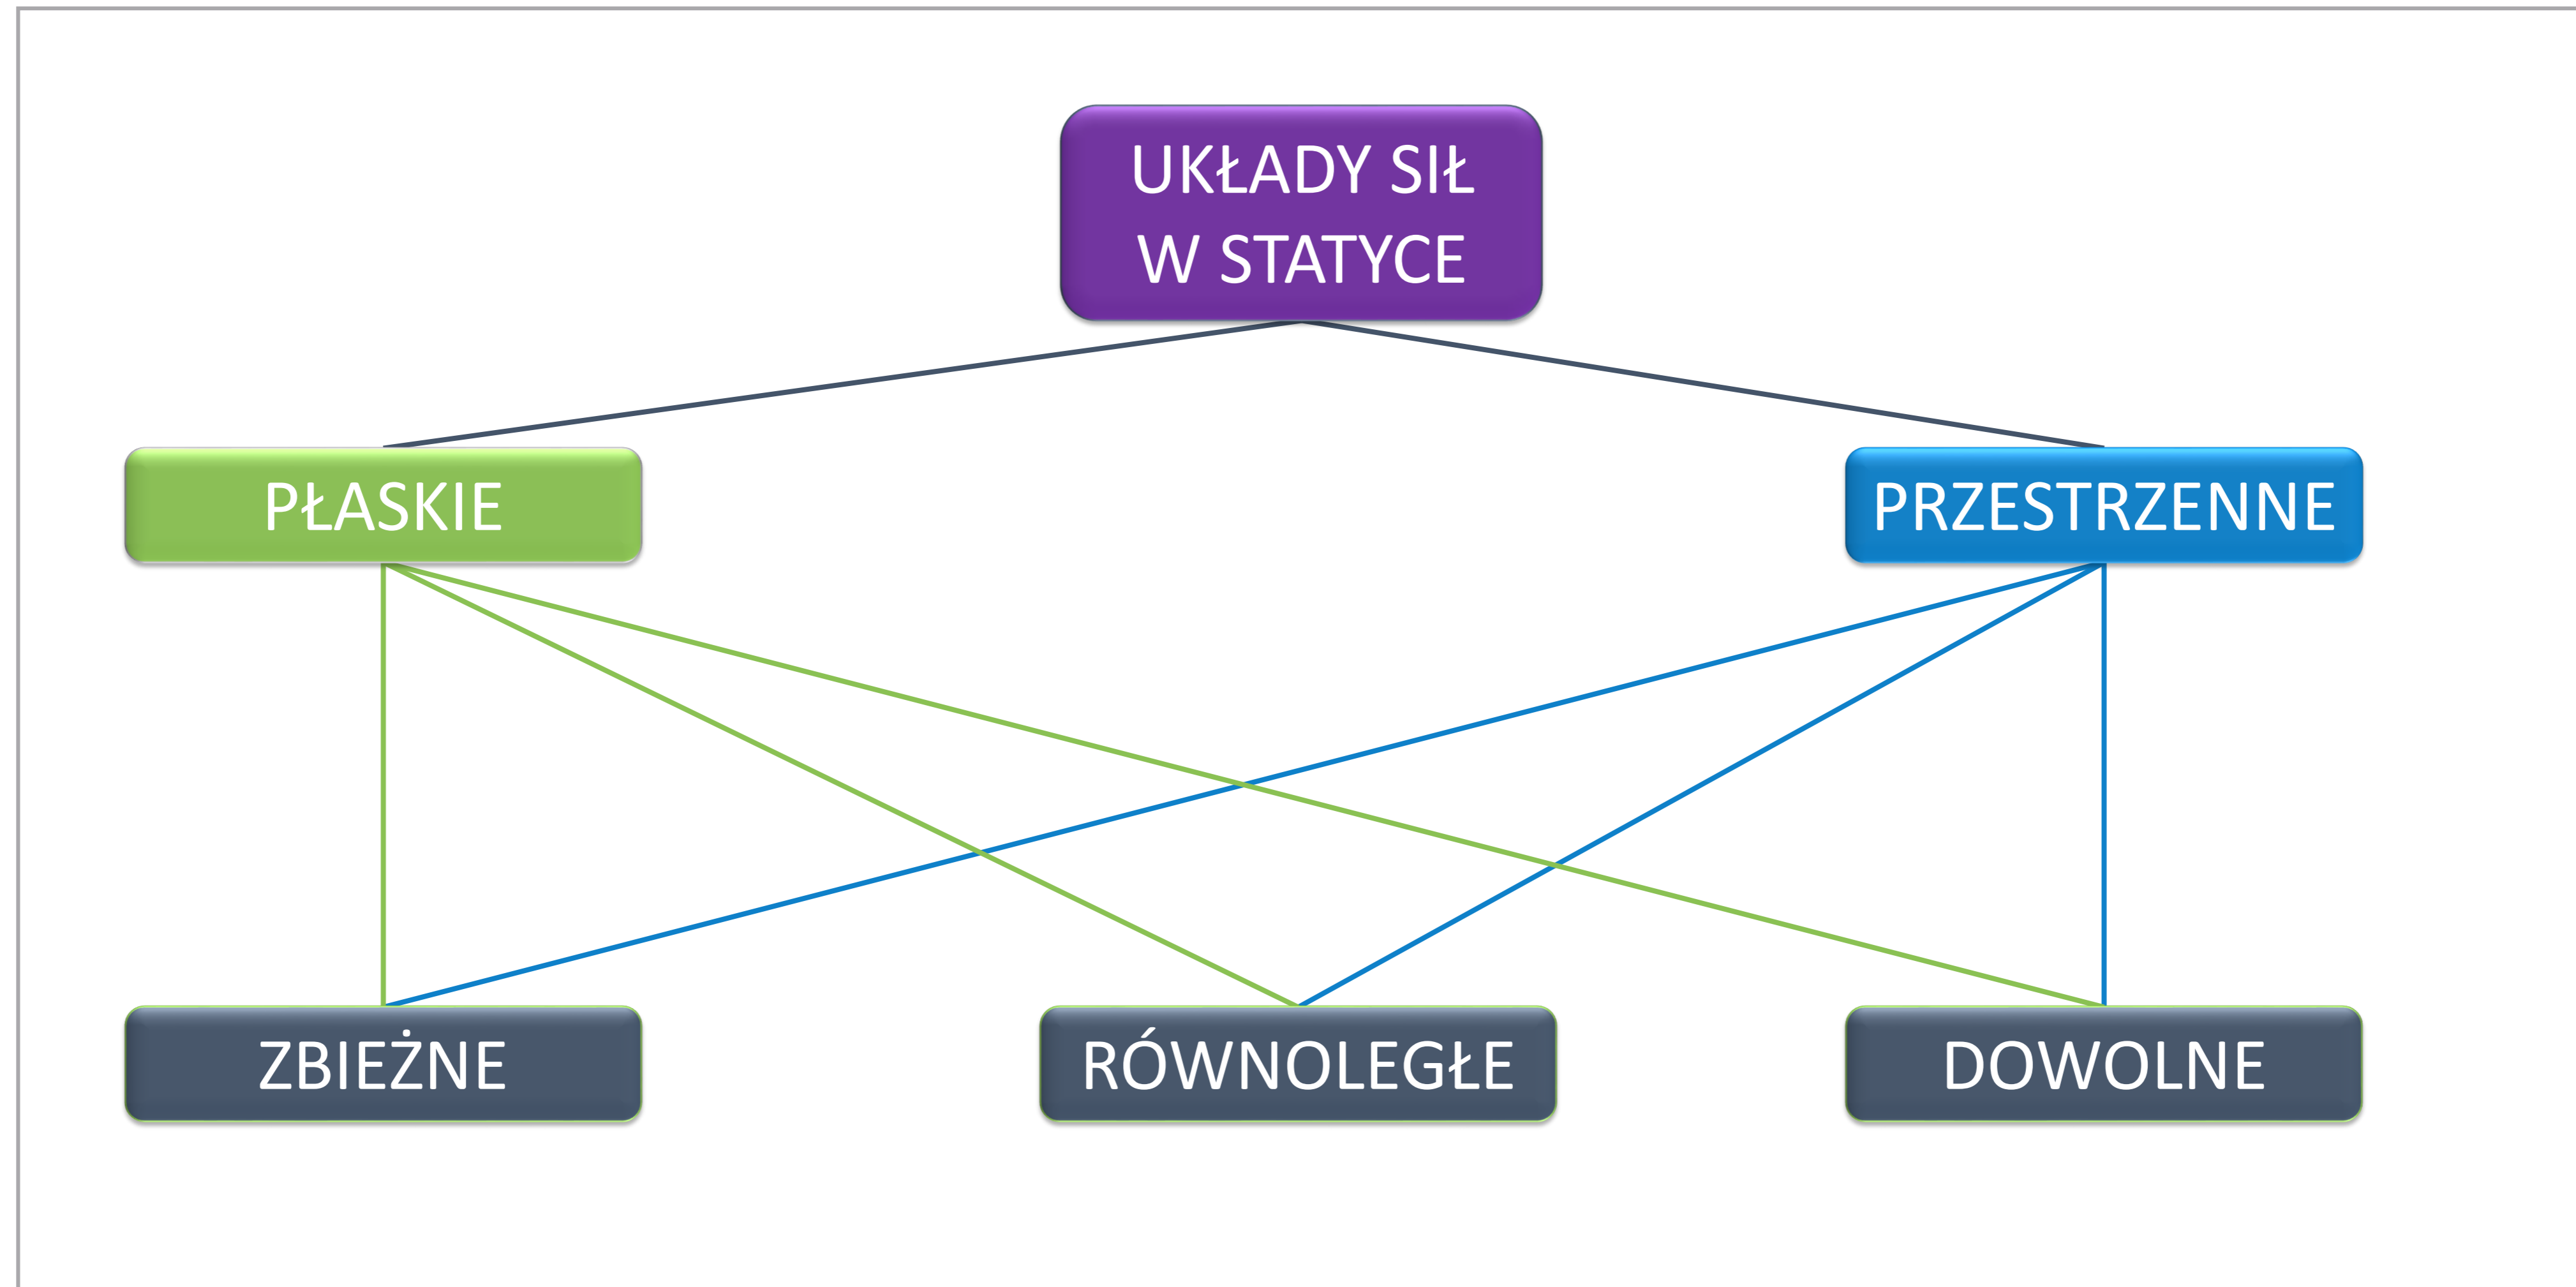 UKŁADY SIŁ
W STATYCE
PŁASKIE
PRZESTRZENNE
ZBIEŻNE
RÓWNOLEGŁE
DOWOLNE